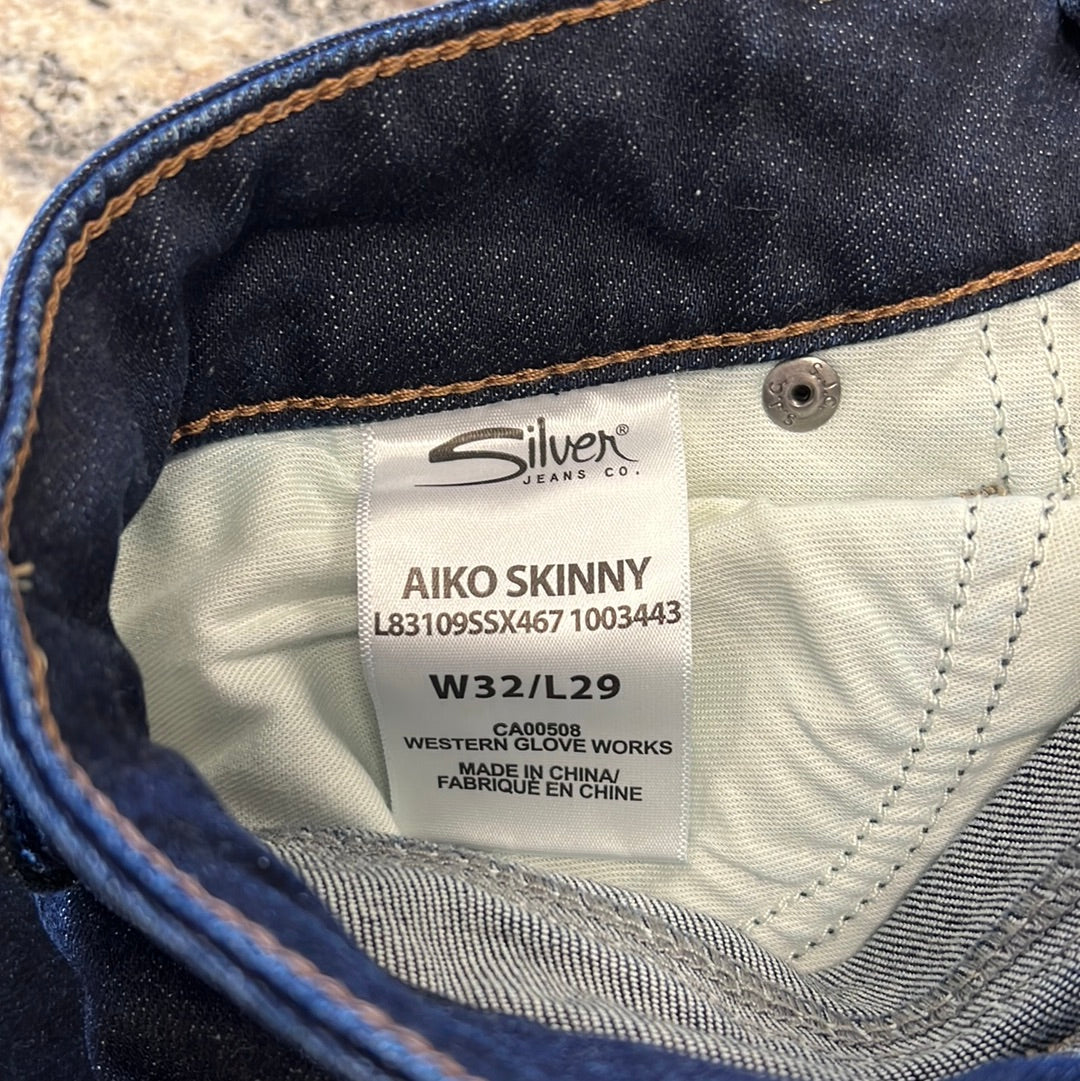 Silver®
JEANS CO.
AIKO SKINNY
L83109SSX467 1003443
W32/L29
CA00508
WESTERN GLOVE WORKS
MADE IN CHINA/
FABRIQUÉ EN CHINE